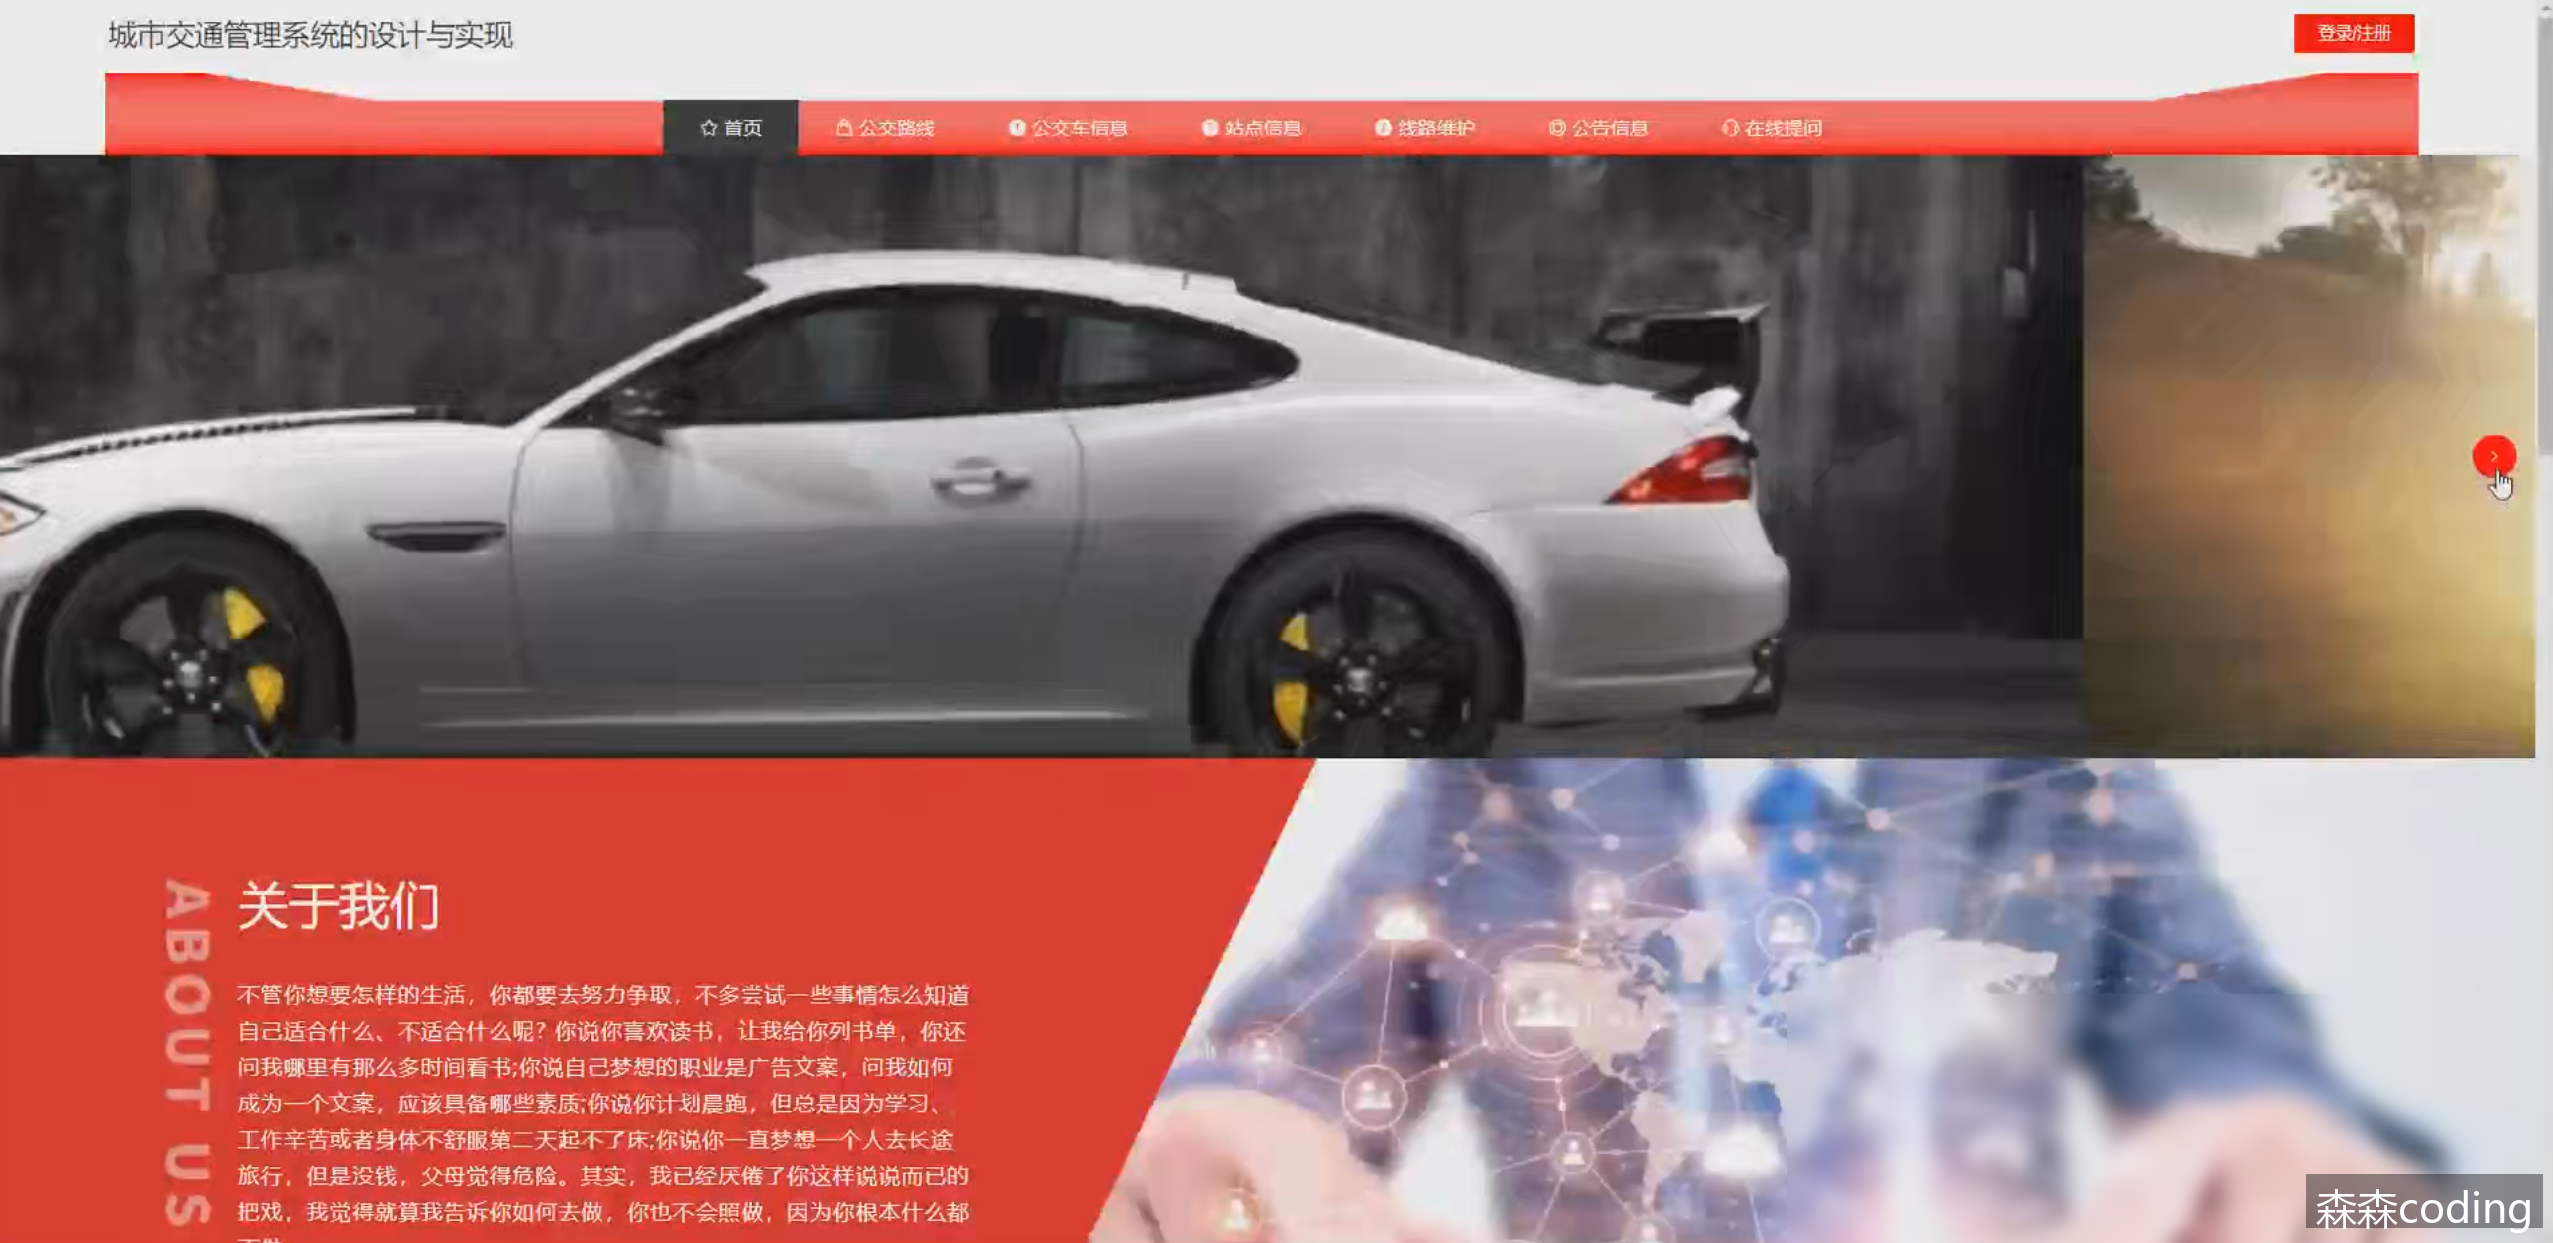 城市交通管理系统的设计与实现
登录/注册
首页 公交路线 公交车信息 站点信息 线路维护 公告信息 在线提问
ABOUT US
关于我们
不管你想要怎样的生活，你都要去努力争取，不多尝试一些事情怎么知道
自己适合什么、不适合什么呢? 你说你喜欢读书，让我给你列书单，你还
问我哪里有那么多时间看书;你说自己梦想的职业是广告文案，问我如何
成为一个文案，应该具备哪些素质;你说你计划晨跑，但总是因为学习、
工作辛苦或者身体不舒服第二天起不了床;你说你一直梦想一个人去长途
旅行，但是没钱，父母觉得危险。其实，我已经厌倦了你这样说说而已的
把戏，我觉得就算我告诉你如何去做，你也不会照做，因为你根本什么都
森森coding